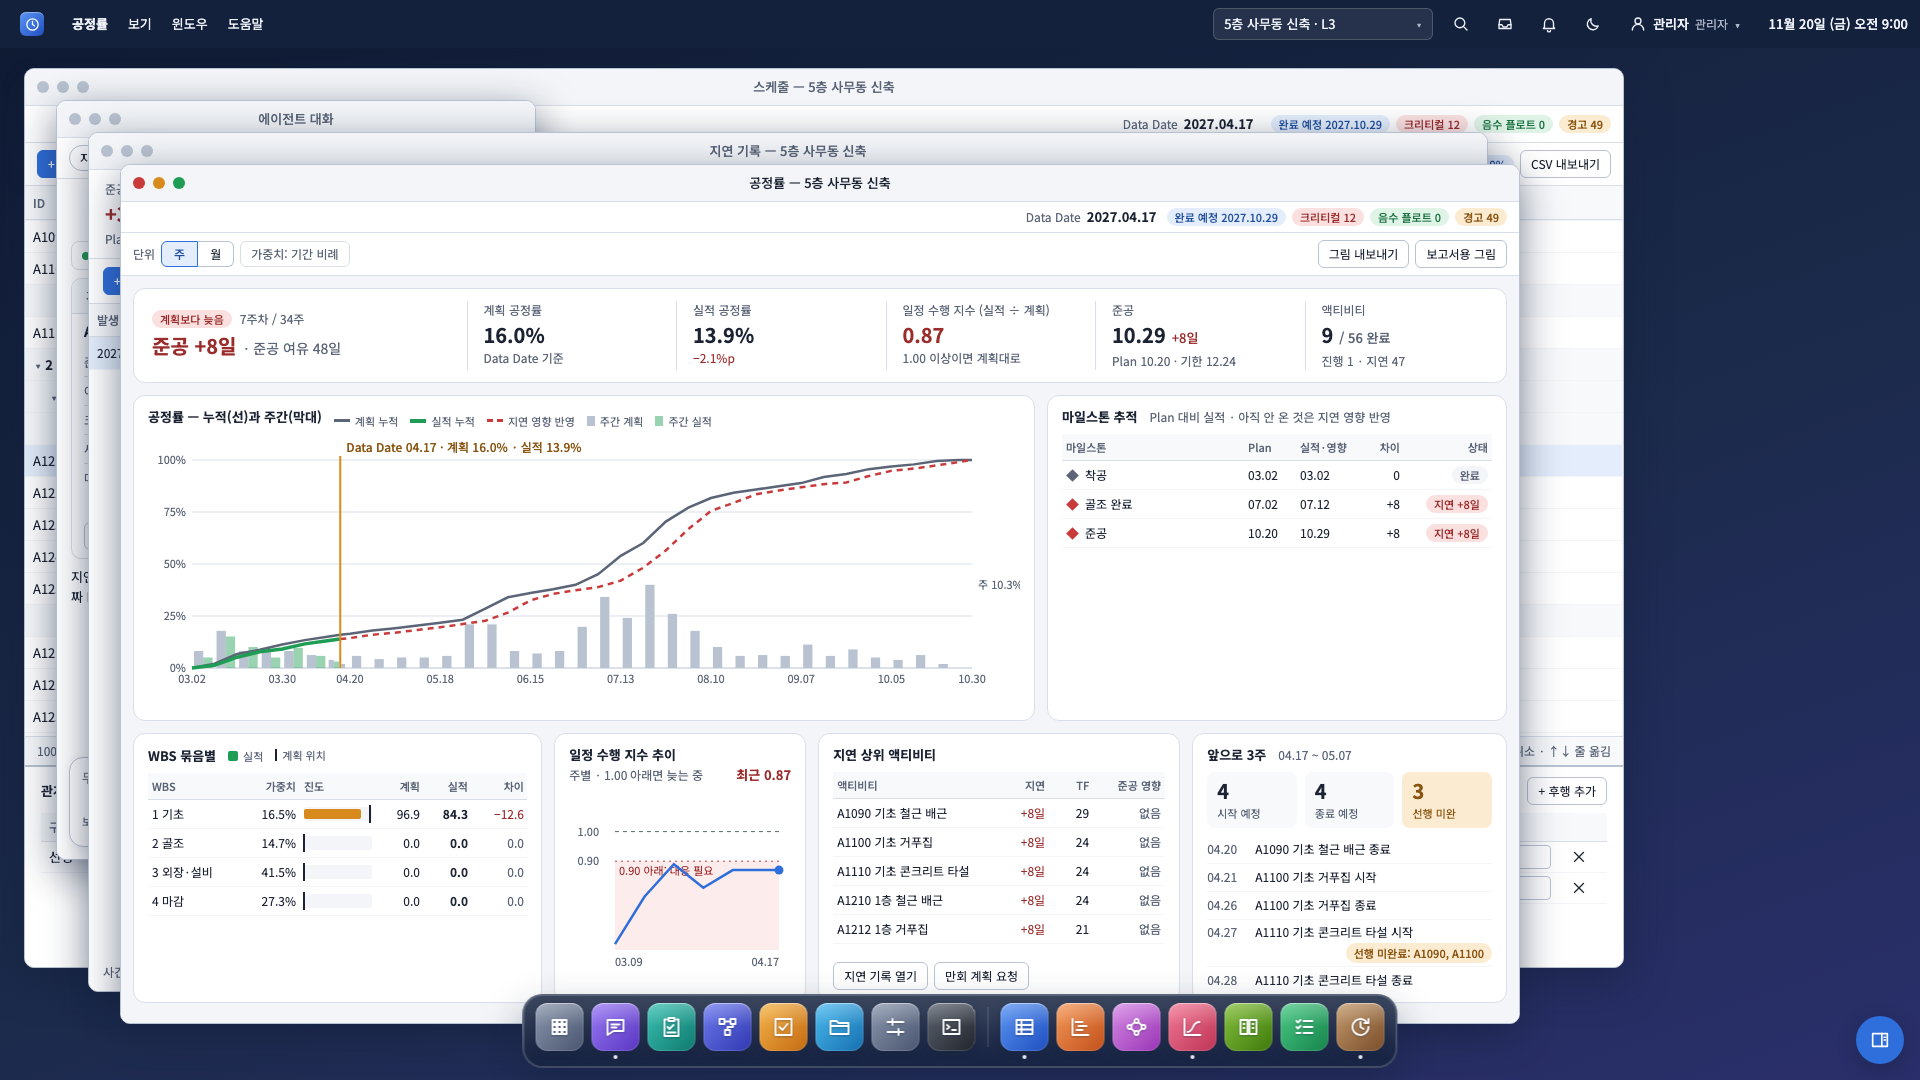 공정률 보기 윈도우 도움말
5층 사무동 신축 · L3
관리자 관리자
11월 20일 (금) 오전 9:00
스케줄 — 5층 사무동 신축
에이전트 대화
Data Date 2027.04.17 완료 예정 2027.10.29 크리티컬 12 음수 플로트 0 경고 49
지연 기록 — 5층 사무동 신축
CSV 내보내기
공정률 — 5층 사무동 신축
Data Date 2027.04.17 완료 예정 2027.10.29 크리티컬 12 음수 플로트 0 경고 49
단위 주 월 가중치: 기간 비례
그림 내보내기 보고서용 그림
계획보다 늦음 7주차 / 34주
준공 +8일 · 준공 여유 48일
계획 공정률
16.0%
Data Date 기준
실적 공정률
13.9%
−2.1%p
일정 수행 지수 (실적 ÷ 계획)
0.87
1.00 이상이면 계획대로
준공
10.29 +8일
Plan 10.20 · 기한 12.24
액티비티
9 / 56 완료
진행 1 · 지연 47
공정률 — 누적(선)과 주간(막대) 계획 누적 실적 누적 지연 영향 반영 주간 계획 주간 실적
Data Date 04.17 · 계획 16.0% · 실적 13.9%
100%
75%
50%
25%
0%
주 10.3%
03.02 03.30 04.20 05.18 06.15 07.13 08.10 09.07 10.05 10.30
마일스톤 추적 Plan 대비 실적 · 아직 안 온 것은 지연 영향 반영
마일스톤 Plan 실적·영향 차이 상태
착공 03.02 03.02 0 완료
골조 완료 07.02 07.12 +8 지연 +8일
준공 10.20 10.29 +8 지연 +8일
WBS 묶음별 실적 계획 위치
WBS 가중치 진도 계획 실적 차이
1 기초 16.5% 96.9 84.3 −12.6
2 골조 14.7% 0.0 0.0 0.0
3 외장·설비 41.5% 0.0 0.0 0.0
4 마감 27.3% 0.0 0.0 0.0
일정 수행 지수 추이
주별 · 1.00 아래면 늦는 중 최근 0.87
1.00
0.90
0.90 아래: 대응 필요
03.09 04.17
지연 상위 액티비티
액티비티 지연 TF 준공 영향
A1090 기초 철근 배근 +8일 29 없음
A1100 기초 거푸집 +8일 24 없음
A1110 기초 콘크리트 타설 +8일 24 없음
A1210 1층 철근 배근 +8일 24 없음
A1212 1층 거푸집 +8일 21 없음
지연 기록 열기 만회 계획 요청
앞으로 3주 04.17 ~ 05.07
4 4 3
시작 예정 종료 예정 선행 미완
04.20 A1090 기초 철근 배근 종료
04.21 A1100 기초 거푸집 시작
04.26 A1100 기초 거푸집 종료
04.27 A1110 기초 콘크리트 타설 시작
선행 미완료: A1090, A1100
04.28 A1110 기초 콘크리트 타설 종료
ID
A10
A11
A11
2
A12
A12
A12
A12
A12
A12
A12
A12
100
· ↑↓ 줄 옮김
+ 후행 추가